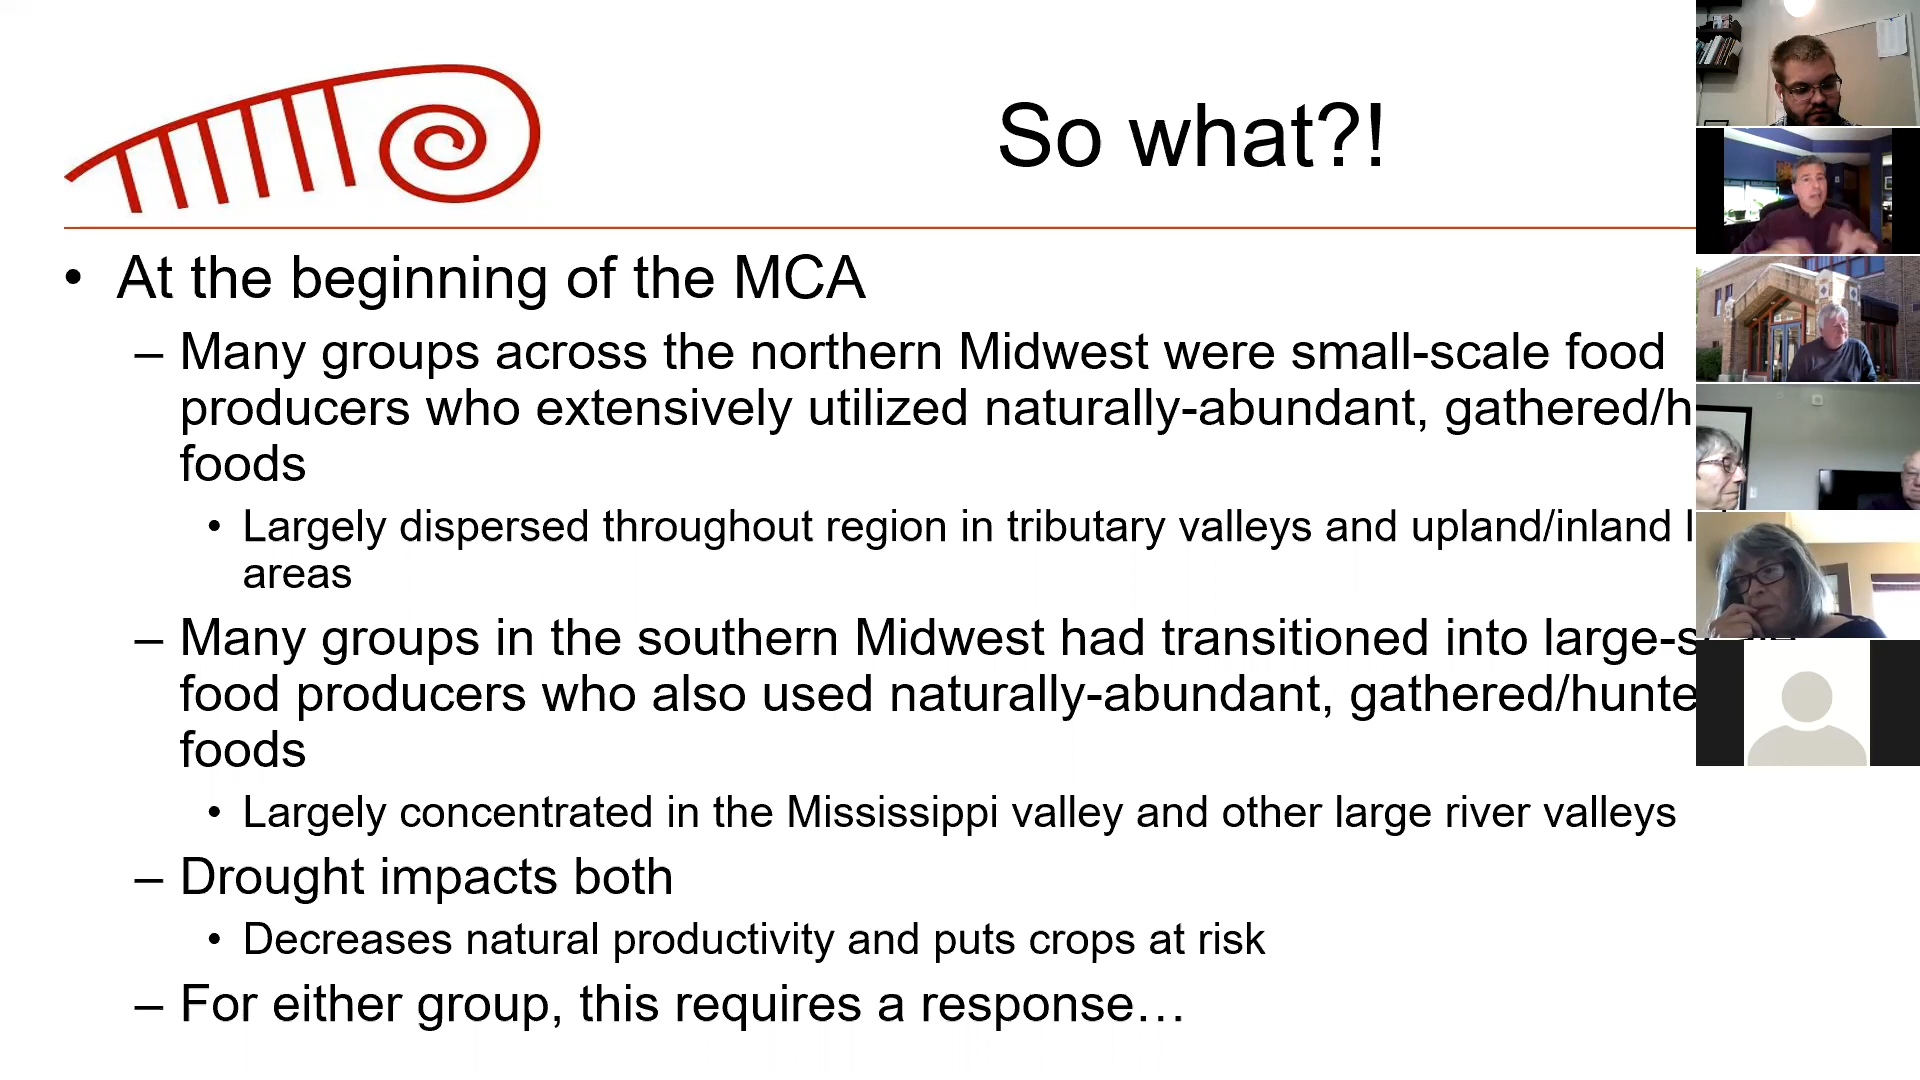 So what?!
• At the beginning of the MCA
– Many groups across the northern Midwest were small-scale food
producers who extensively utilized naturally-abundant,
foods
• Largely dispersed throughout region in tributary valleys and upland/inland
areas
– Many groups in the southern Midwest had transitioned into
food producers who also used naturally-abundant,
foods
• Largely concentrated in the Mississippi valley and other large river valleys
– Drought impacts both
• Decreases natural productivity and puts crops at risk
– For either group, this requires a response…